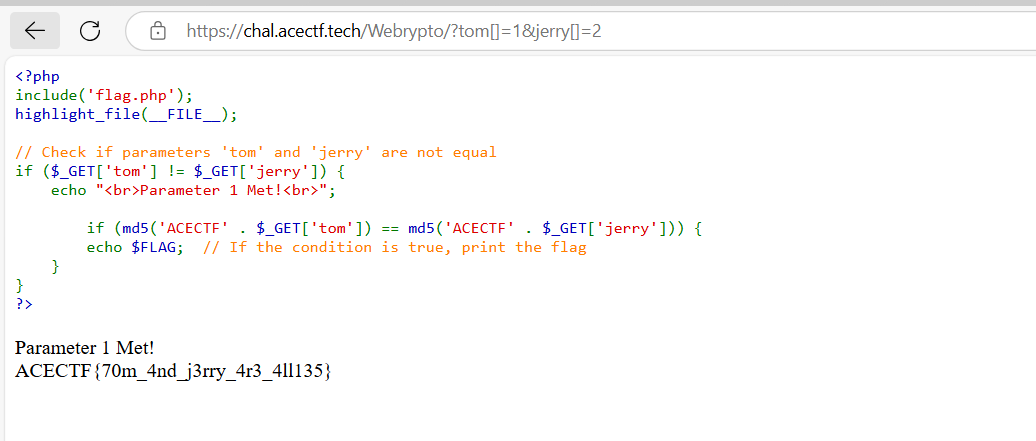 https://chal.acectf.tech/Webrypto/?tom[]=1&jerry[]=2
<?php
include('flag.php');
highlight_file(__FILE__);
// Check if parameters 'tom' and 'jerry' are not equal
if ($_GET['tom'] != $_GET['jerry']) {
    echo "<br>Parameter 1 Met!<br>";
        if (md5('ACECTF' . $_GET['tom']) == md5('ACECTF' . $_GET['jerry'])) {
        echo $FLAG;  // If the condition is true, print the flag
    }
}
?>
Parameter 1 Met!
ACECTF{70m_4nd_j3rry_4r3_4ll135}